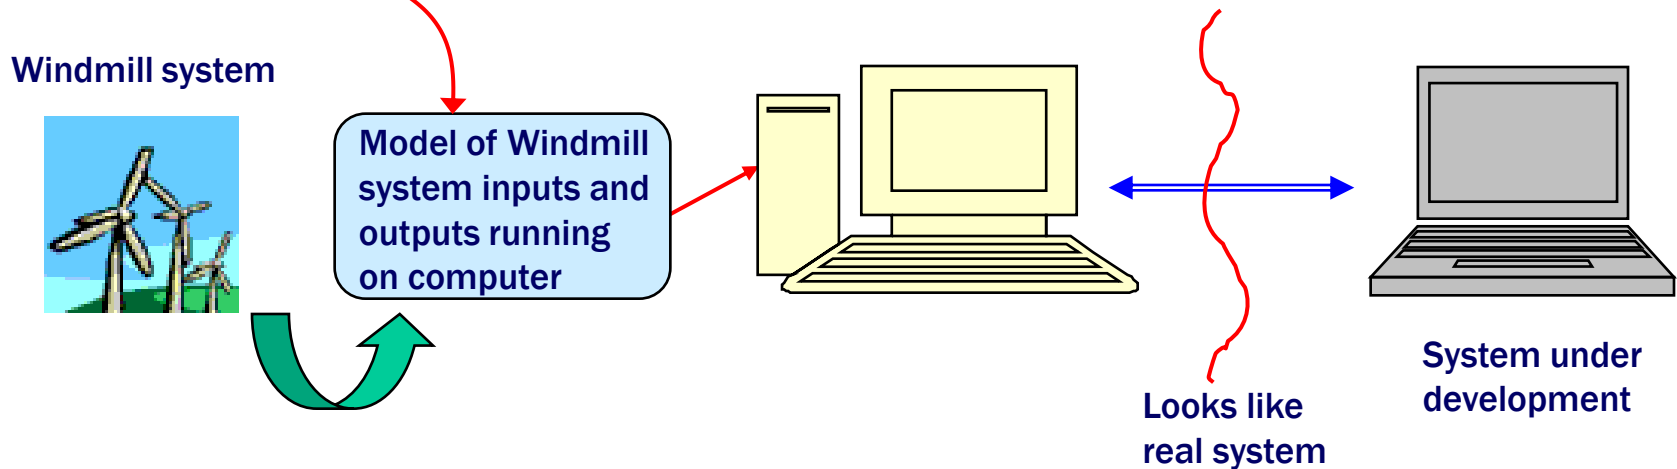 Windmill system
Model of Windmill
system inputs and
outputs running
on computer
Looks like
real system
System under
development